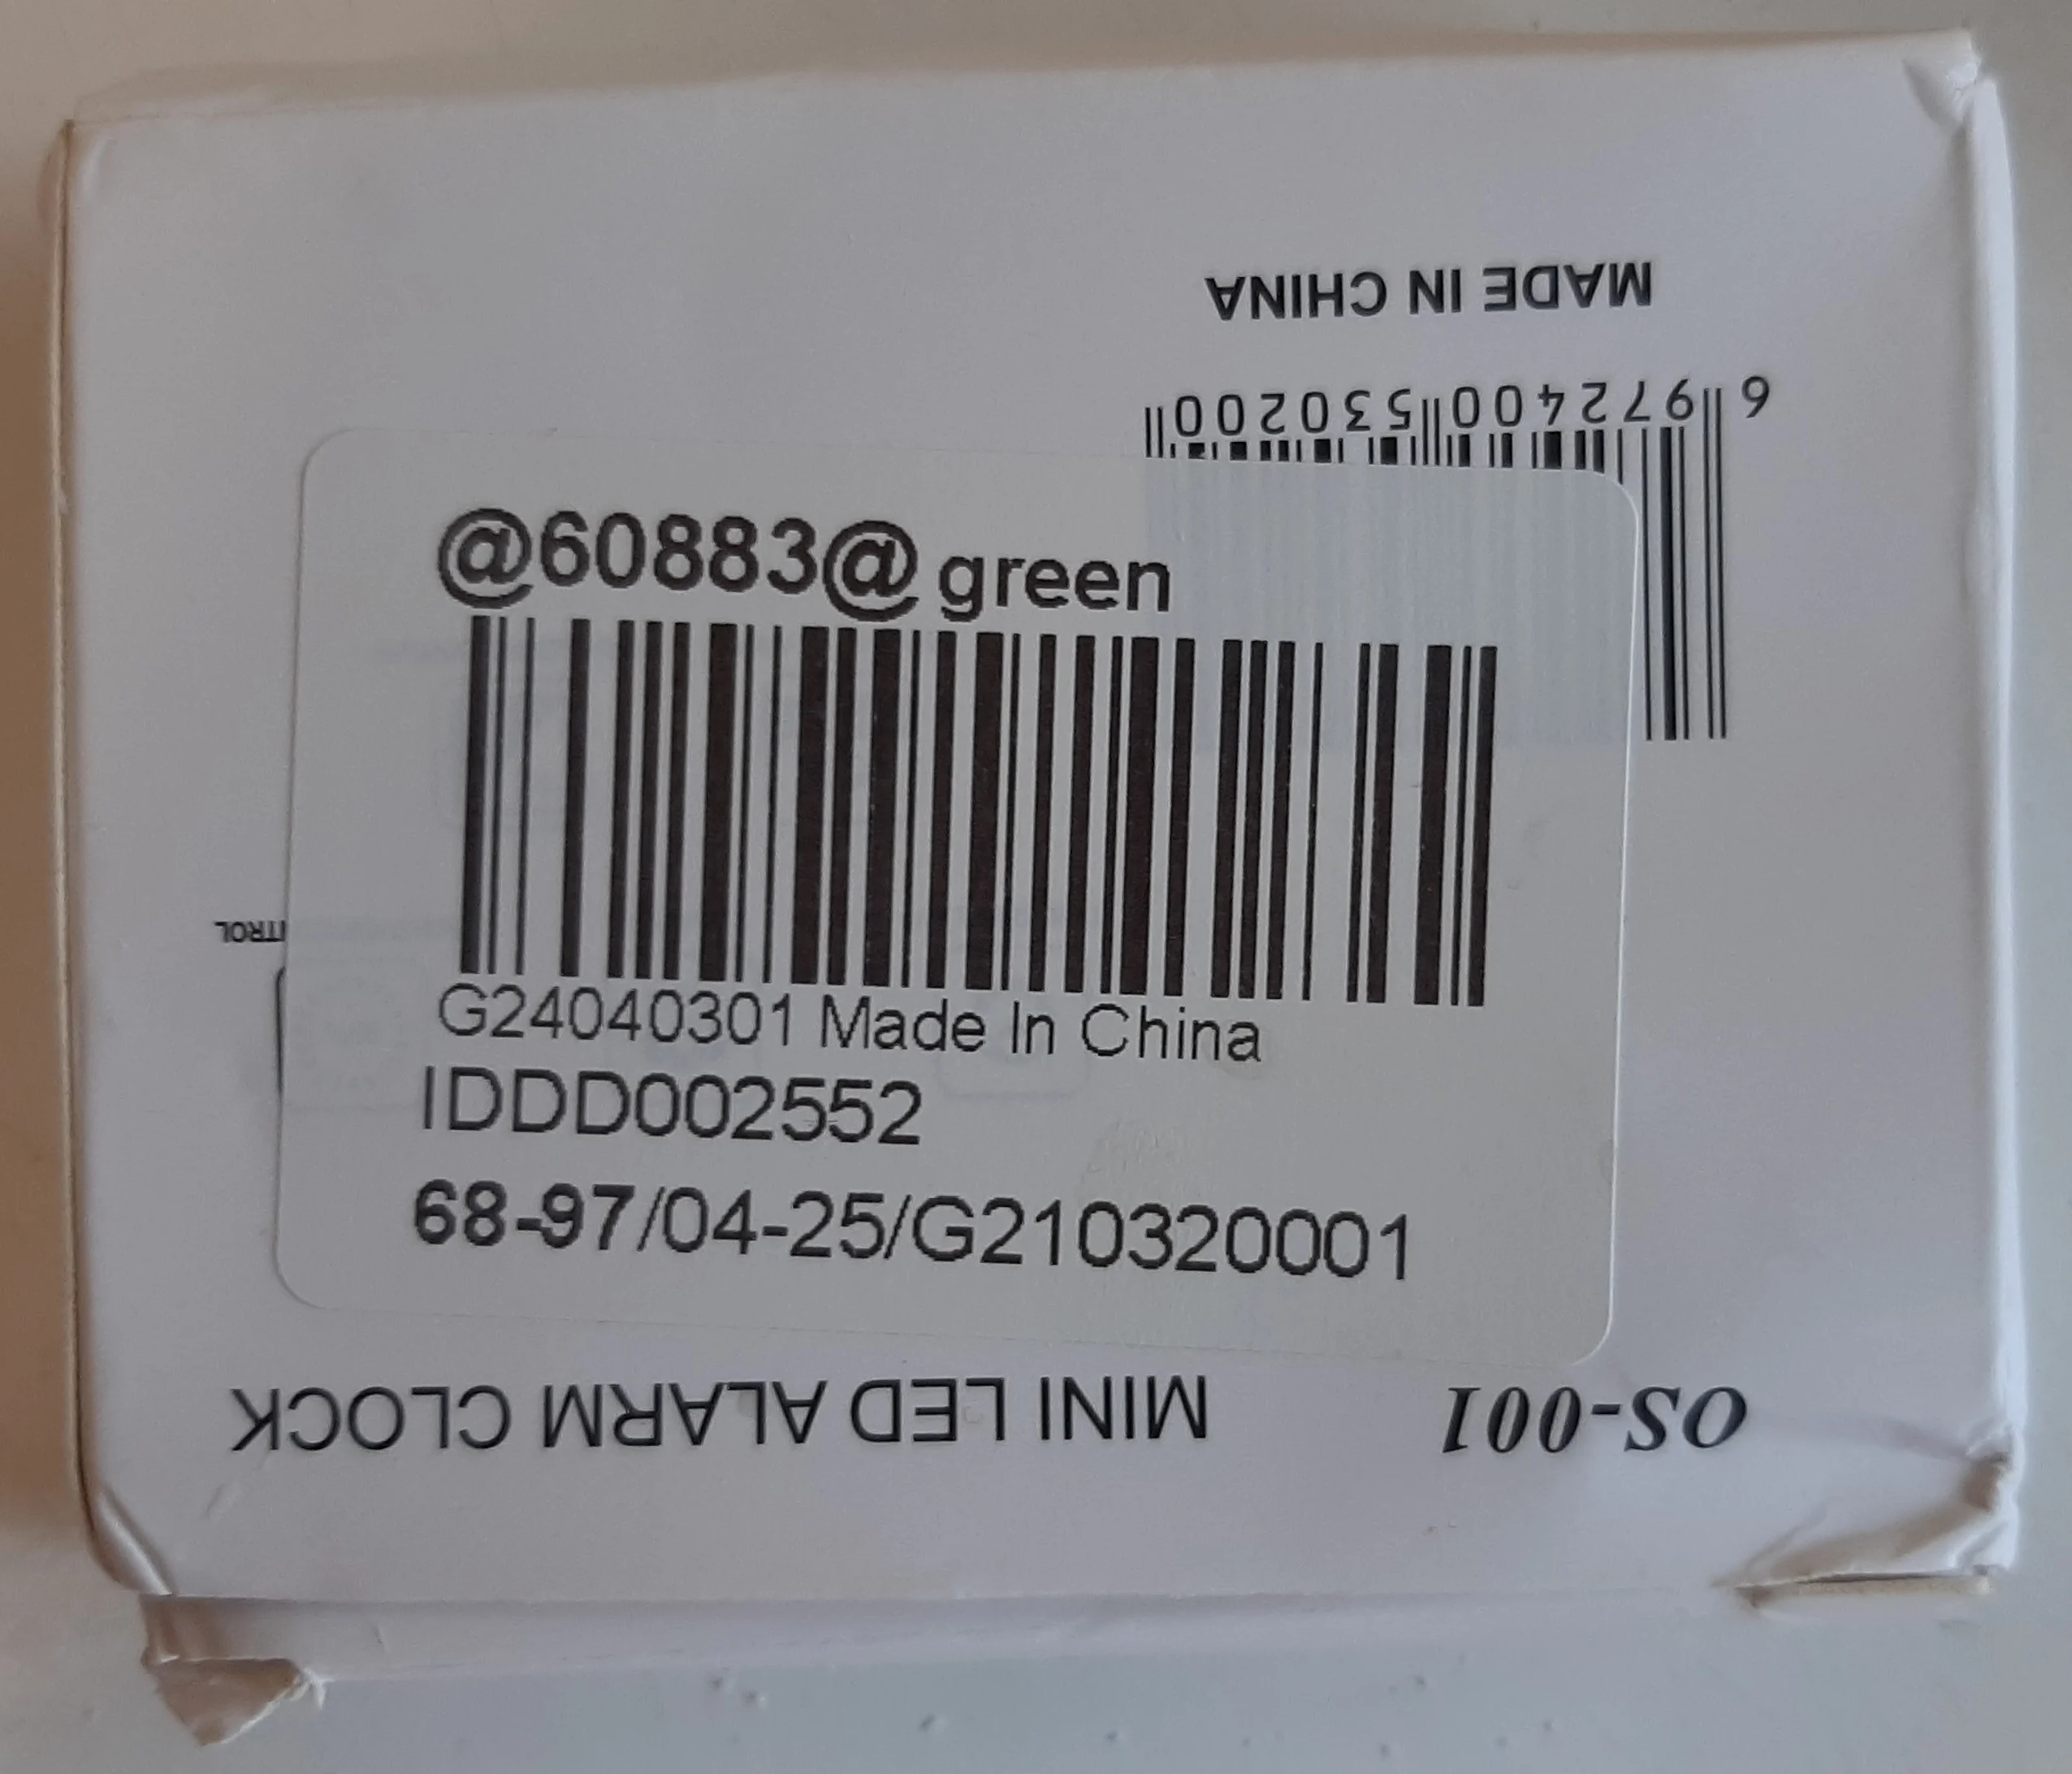 @60883@ green
G24040301 Made In China
IDDD002552
68-97/04-25/G210320001
OS-001 MINI LED ALARM CLOCK
6 972400 530200
MADE IN CHINA